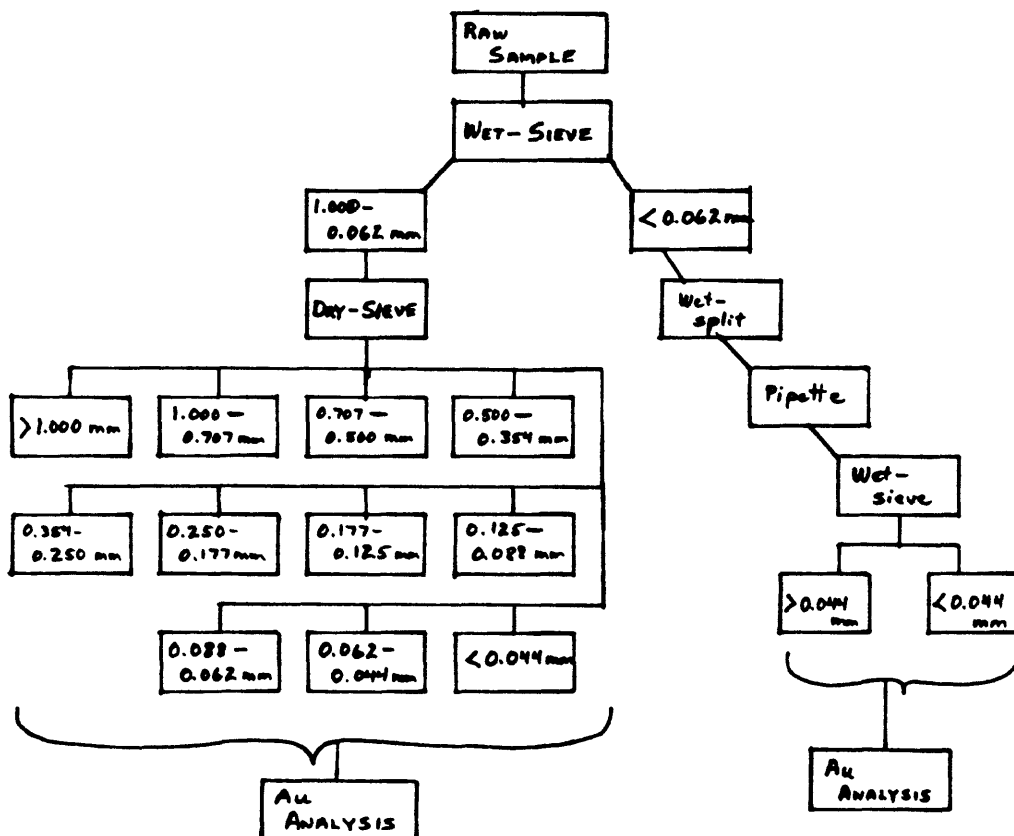 RAW
SAMPLE
WET-SIEVE
1.000-
0.062 mm
<0.062mm
DRY-SIEVE
Wet-
split
>1.000 mm
1.000-
0.707 mm
0.707-
0.500 mm
0.500-
0.354 mm
Pipette
Wet-
sieve
0.354-
0.250 mm
0.250-
0.177 mm
0.177-
0.125 mm
0.125-
0.088 mm
>0.044
mm
<0.044
mm
0.088-
0.062 mm
0.062-
0.044 mm
<0.044 mm
Au
ANALYSIS
Au
ANALYSIS